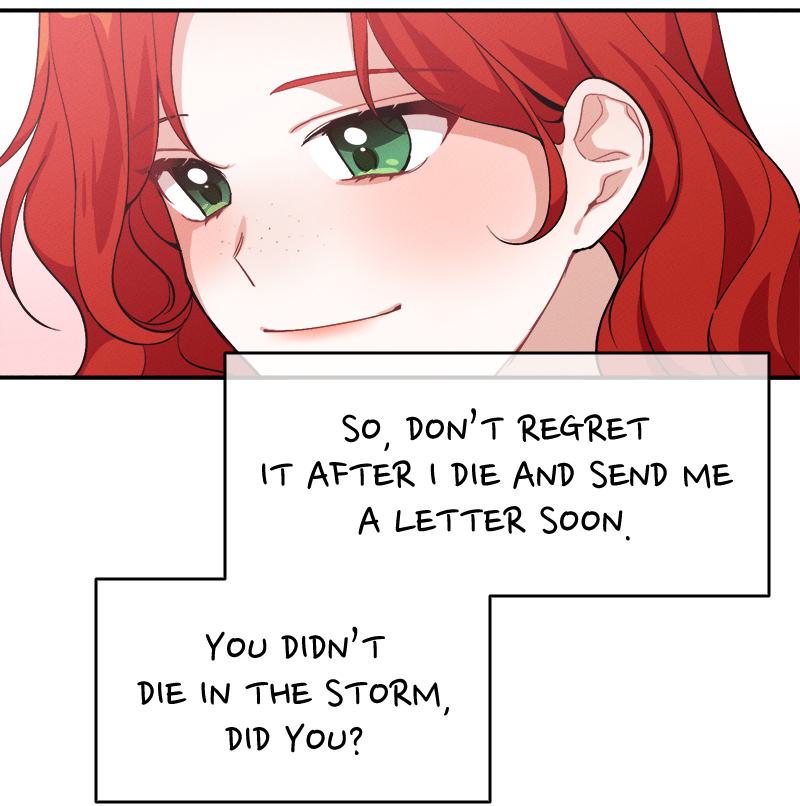 SO, DON'T REGRET
IT AFTER I DIE AND SEND ME
A LETTER SOON.
YOU DIDN'T
DIE IN THE STORM,
DID YOU?